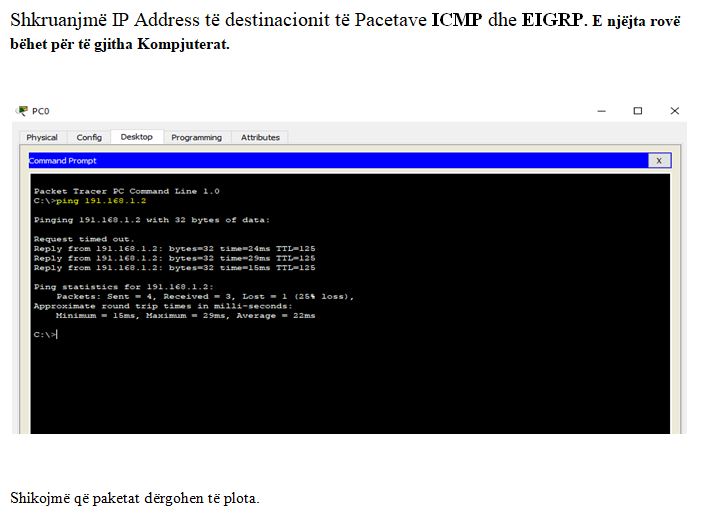 Shkruanjmë IP Address të destinacionit të Pacetave ICMP dhe EIGRP. E njëjta rovë
bëhet për të gjitha Kompjuterat.
PC0
Physical Config Desktop Programming Attributes
Command Prompt X
Packet Tracer PC Command Line 1.0
C:\>ping 191.168.1.2
Pinging 191.168.1.2 with 32 bytes of data:
Request timed out.
Reply from 191.168.1.2: bytes=32 time=24ms TTL=125
Reply from 191.168.1.2: bytes=32 time=29ms TTL=125
Reply from 191.168.1.2: bytes=32 time=15ms TTL=125
Ping statistics for 191.168.1.2:
Packets: Sent = 4, Received = 3, Lost = 1 (25% loss),
Approximate round trip times in milli-seconds:
Minimum = 15ms, Maximum = 29ms, Average = 22ms
C:\>
Shikojmë që paketat dërgohen të plota.